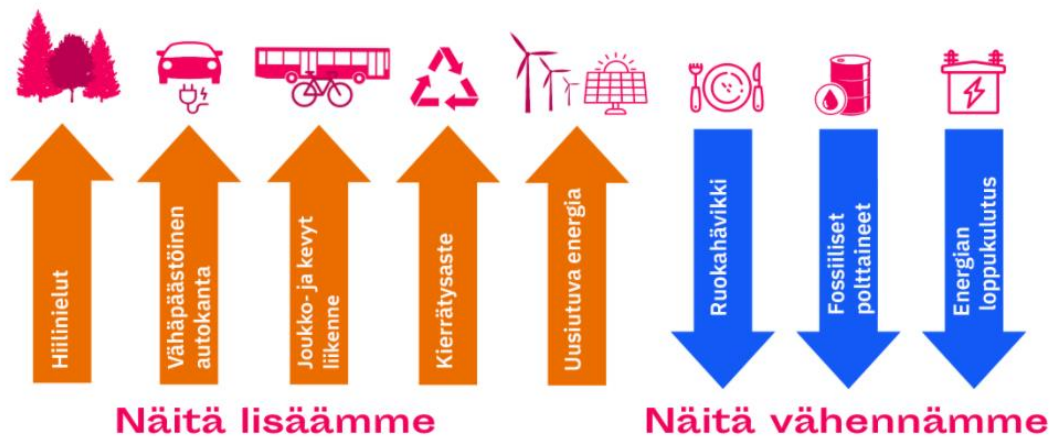 Hiilinielut
Vähäpäästöinen
autokanta
Joukko- ja kevyt
liikenne
Kierrätysaste
Uusiutuva energia
Ruokahävikki
Fossiiliset
polttaineet
Energian
loppukulutus
Näitä lisäämme
Näitä vähennämme